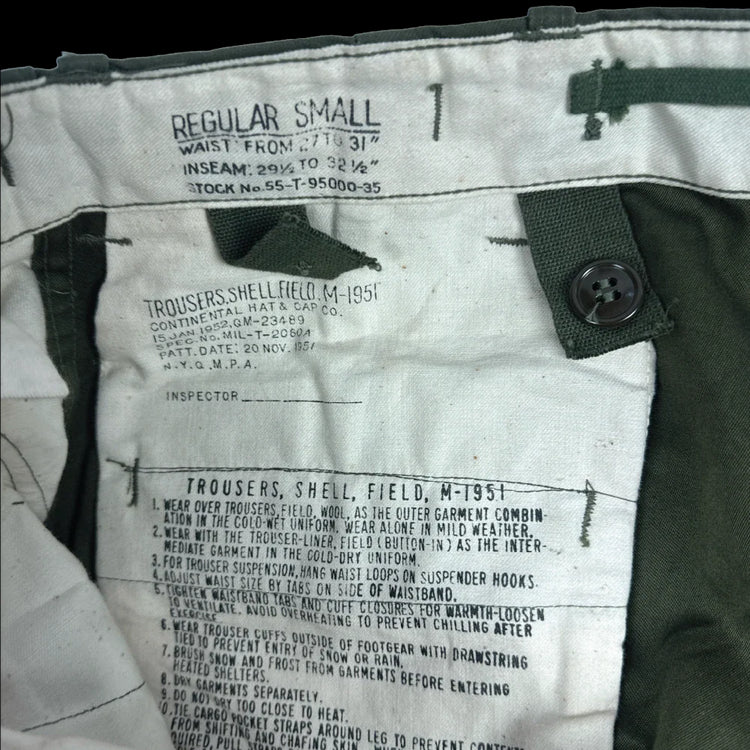 REGULAR SMALL
WAIST: FROM 27 TO 31"
INSEAM: 29½ TO 32½"
STOCK No. 55-T-95000-35
TROUSERS, SHELL, FIELD, M-1951
CONTINENTAL HAT & CAP CO.
15 JAN 1952, QM-23489
SPEC. No. MIL-T-2080A
PATT. DATE: 20 NOV. 1951
N.Y.Q.M.P.A.
INSPECTOR
TROUSERS, SHELL, FIELD, M-1951
1. WEAR OVER TROUSERS, FIELD, WOOL, AS THE OUTER GARMENT COMBIN-
ATION IN THE COLD-WET UNIFORM. WEAR ALONE IN MILD WEATHER.
2. WEAR WITH THE TROUSER-LINER, FIELD (BUTTON-IN) AS THE INTER-
MEDIATE GARMENT IN THE COLD-DRY UNIFORM.
3. FOR TROUSER SUSPENSION, HANG WAIST LOOPS ON SUSPENDER HOOKS.
4. ADJUST WAIST SIZE BY TABS ON SIDE OF WAISTBAND.
5. TIGHTEN WAISTBAND TABS AND CUFF CLOSURES FOR WARMTH-LOOSEN
TO VENTILATE. AVOID OVERHEATING TO PREVENT CHILLING AFTER
EXERCISE.
6. WEAR TROUSER CUFFS OUTSIDE OF FOOTGEAR WITH DRAWSTRING
TIED TO PREVENT ENTRY OF SNOW OR RAIN.
7. BRUSH SNOW AND FROST FROM GARMENTS BEFORE ENTERING
HEATED SHELTERS.
8. DRY GARMENTS SEPARATELY.
9. DO NOT DRY TOO CLOSE TO HEAT.
10. TIE CARGO POCKET STRAPS AROUND LEG TO PREVENT CONTENTS
FROM SHIFTING AND CHAFING SKIN.